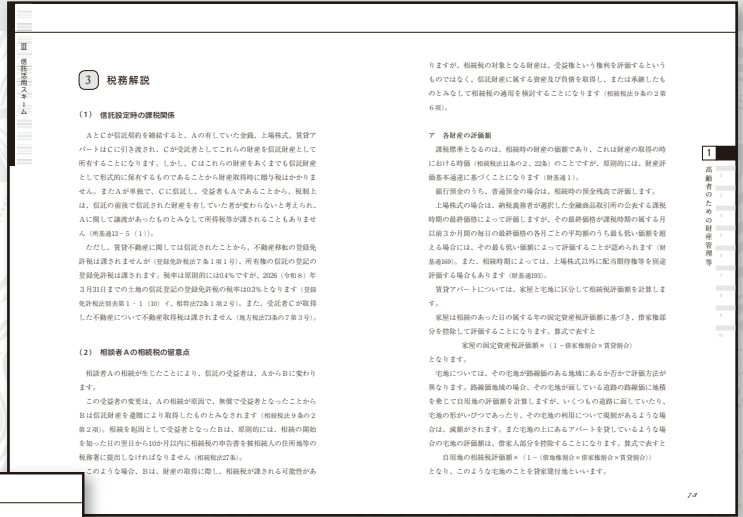 Ⅲ 信託活用スキーム
3 税務解説
(1) 信託設定時の課税関係
AとCが信託契約を締結すると、Aの有していた金銭、上場株式、賃貸ア
パートはCに引き渡され、Cが受託者としてこれらの財産を信託財産として
所有することになります。しかし、Cはこれらの財産をあくまでも信託財産
として形式的に保有するものであることから財産取得時に贈与税はかかりま
せん。またAが単独で、Cに信託し、受益者もAであることから、税制上
は、信託の前後で信託された財産を有していた者が変わらないと考えられ、
Aに関して譲渡があったものとみなして所得税等が課されることもありませ
ん（所基通13-5（1））。
ただし、賃貸不動産に関しては信託されたことから、不動産移転の登録免
許税は課されませんが（登録免許税法7条1項1号）、所有権の信託の登記の
登録免許税は課されます。税率は原則的には0.4%ですが、2026（令和8）年
3月31日までの土地の信託登記の登録免許税の税率は0.3%となります（登録
免許税法別表第1・1（10）イ、租特法72条1項2号）。また、受託者Cが取得
した不動産について不動産取得税は課されません（地方税法73条の7第3号）。
(2) 相談者Aの相続税の留意点
相談者Aの相続が生じたことにより、信託の受益者は、AからBに変わり
ます。
この受益者の変更は、Aの相続が原因で、無償で受益者となったことから
Bは信託財産を遺贈により取得したものとみなされます（相続税法9条の2
第2項）。相続を起因として受益者となったBは、原則的には、相続の開始
を知った日の翌日から10か月以内に相続税の申告書を被相続人の住所地等の
税務署に提出しなければなりません（相続税法27条）。
このような場合、Bは、財産の取得に際し、相続税が課される可能性があ
りますが、相続税の対象となる財産は、受益権という権利を評価するという
ものではなく、信託財産に属する資産及び負債を取得し、または承継したも
のとみなして相続税の適用を検討することになります（相続税法9条の2第
6項）。
ア 各財産の評価額
課税標準となるのは、相続時の財産の価額であり、これは財産の取得の時
における時価（相続税法11条の2、22条）のことですが、原則的には、財産評
価基本通達に基づくことになります（財基通1）。
銀行預金のうち、普通預金の場合は、相続時の預金残高で評価します。
上場株式の場合は、納税義務者が選択した金融商品取引所の公表する課税
時期の最終価格によって評価しますが、その最終価格が課税時期の属する月
以前3か月間の毎日の最終価格の各月ごとの平均額のうち最も低い価額を超
える場合には、その最も低い価額によって評価することが認められます（財
基通169）。また、相続時期によっては、上場株式以外に配当期待権等を別途
評価する場合もあります（財基通193）。
賃貸アパートについては、家屋と宅地に区分して相続税評価額を計算しま
す。
家屋は相続のあった日の属する年の固定資産税評価額に基づき、借家権部
分を控除して評価することになります。算式で表すと
家屋の固定資産税評価額×（1－借家権割合×賃貸割合）
となります。
宅地については、その宅地が路線価のある地域にあるか否かで評価方法が
異なります。路線価地域の場合、その宅地が面している道路の路線価に地積
を乗じて自用地の評価額を計算しますが、いくつもの道路に面していたり、
宅地の形がいびつであったり、その宅地の利用について規制があるような場
合は、減額がされます。また宅地の上にあるアパートを貸しているような場
合の宅地の評価額は、借家人部分を控除することになります。算式で表すと
自用地の相続税評価額×（1－（借地権割合×借家権割合×賃貸割合））
となり、このような宅地のことを貸家建付地といいます。
1 高齢者のための財産管理等